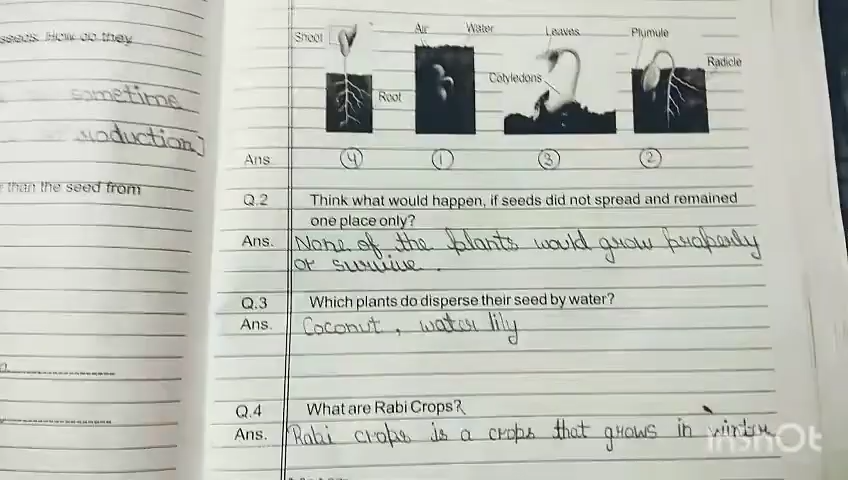 seeds. How do they
sometime
roduction]
than the seed from
Shoot
Air
Water
Leaves
Plumule
Radicle
Cotyledons
Root
Ans
4
1
3
2
Q.2 Think what would happen, if seeds did not spread and remained
one place only?
Ans. None of the plants would grow properly
or survive.
Q.3 Which plants do disperse their seed by water?
Ans. Coconut, water lily
Q.4 What are Rabi Crops?
Ans. Rabi crops is a crops that grows in winter
InShOt